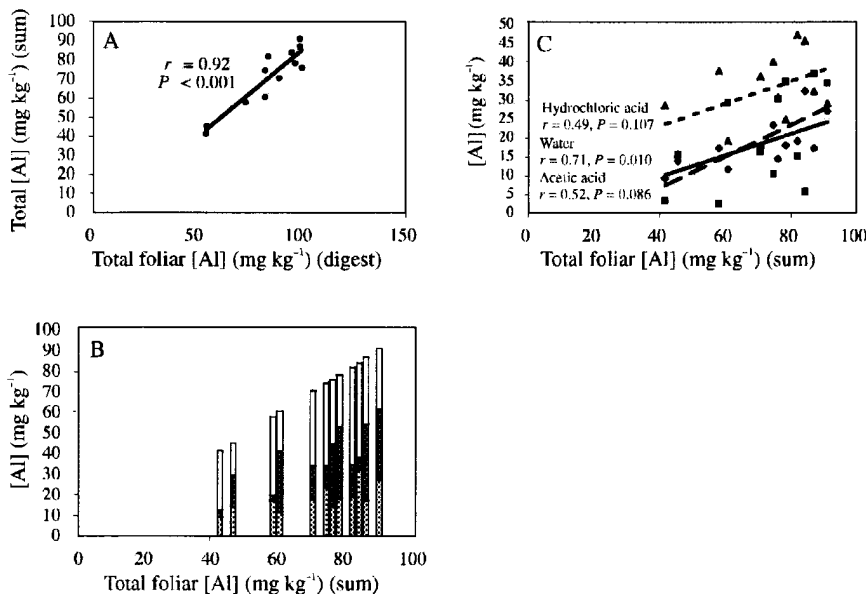 A
r = 0.92
P < 0.001
Total [Al] (mg kg⁻¹) (sum)
100
90
80
70
60
50
40
30
20
10
0
0
50
100
150
Total foliar [Al] (mg kg⁻¹) (digest)
C
Hydrochloric acid
r = 0.49, P = 0.107
Water
r = 0.71, P = 0.010
Acetic acid
r = 0.52, P = 0.086
[Al] (mg kg⁻¹)
50
45
40
35
30
25
20
15
10
5
0
0
20
40
60
80
100
Total foliar [Al] (mg kg⁻¹) (sum)
B
[Al] (mg kg⁻¹)
100
90
80
70
60
50
40
30
20
10
0
0
20
40
60
80
100
Total foliar [Al] (mg kg⁻¹) (sum)